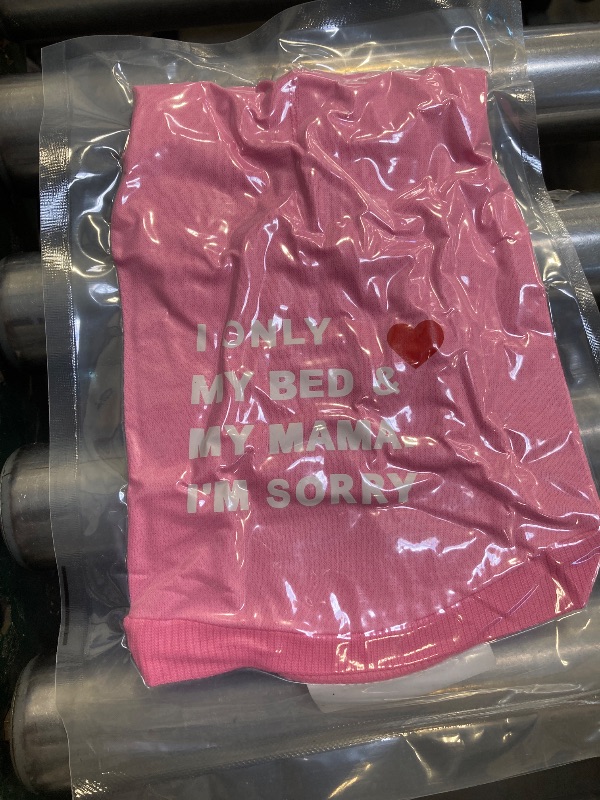 I ONLY ❤
MY BED &
MY MAMA.
I'M SORRY